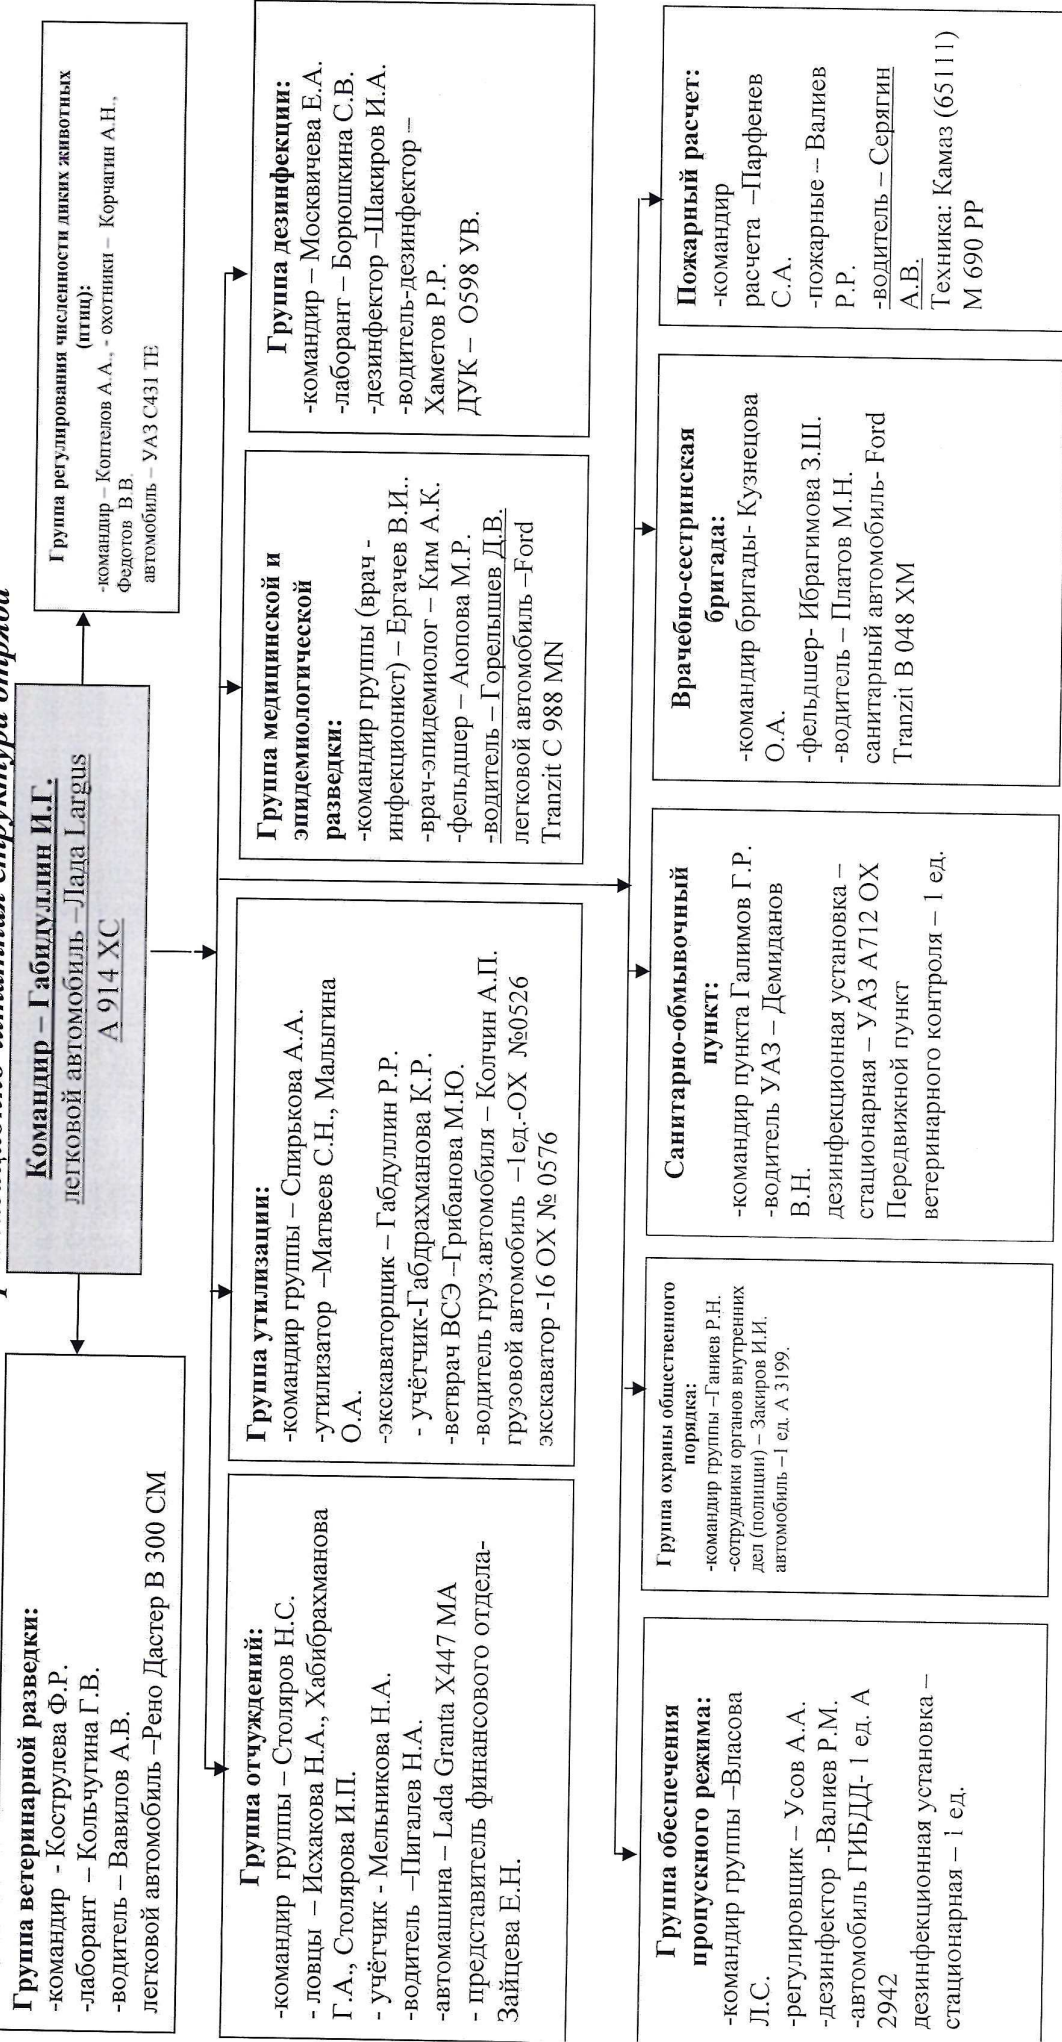 структура отряда
Командир – Габидуллин И.Г.
легковой автомобиль –Лада Largus
А 914 ХС
Группа ветеринарной разведки:
-командир - Кострулева Ф.Р.
-лаборант – Кольчугина Г.В.
-водитель – Вавилов А.В.
легковой автомобиль –Рено Дастер В 300 СМ
Группа регулирования численности диких животных
(птиц):
-командир – Коптелов А.А., - охотники – Корчагин А.Н.,
Федотов В.В.
автомобиль – УАЗ С431 ТЕ
Группа отчуждений:
-командир группы – Столяров Н.С.
- ловцы – Исхакова Н.А., Хабибрахманова
Г.А., Столярова И.П.
- учётчик - Мельникова Н.А.
-водитель –Пигалев Н.А.
-автомашина – Lada Granta Х447 МА
- представитель финансового отдела-
Зайцева Е.Н.
Группа утилизации:
-командир группы – Спирькова А.А.
-утилизатор –Матвеев С.Н., Малыгина
О.А.
-экскаваторщик – Габдуллин Р.Р.
- учётчик-Габдрахманова К.Р.
-ветврач ВСЭ –Грибанова М.Ю.
-водитель груз.автомобиля – Колчин А.П.
грузовой автомобиль –1ед.-ОХ №0526
экскаватор -16 ОХ № 0576
Группа медицинской и
эпидемиологической
разведки:
-командир группы (врач -
инфекционист) – Ергачев В.И..
-врач-эпидемиолог – Ким А.К.
-фельдшер – Аюпова М.Р.
-водитель – Горелышев Д.В.
легковой автомобиль –Ford
Tranzit С 988 MN
Группа дезинфекции:
-командир – Москвичева Е.А.
-лаборант – Борюшкина С.В.
-дезинфектор –Шакиров И.А.
-водитель-дезинфектор –
Хаметов Р.Р.
ДУК – О598 УВ.
Группа обеспечения
пропускного режима:
-командир группы –Власова
Л.С.
-регулировщик – Усов А.А.
-дезинфектор -Валиев Р.М.
-автомобиль ГИБДД- 1 ед. А
2942
дезинфекционная установка –
стационарная – 1 ед.
Группа охраны общественного
порядка:
-командир группы –Ганиев Р.Н.
-сотрудники органов внутренних
дел (полиции) – Закиров И.И.
автомобиль –1 ед. А 3199.
Санитарно-обмывочный
пункт:
-командир пункта Галимов Г.Р.
-водитель УАЗ – Демиданов
В.Н.
дезинфекционная установка –
стационарная – УАЗ А712 ОХ
Передвижной пункт
ветеринарного контроля – 1 ед.
Врачебно-сестринская
бригада:
-командир бригады- Кузнецова
О.А.
-фельдшер- Ибрагимова З.Ш.
-водитель – Платов М.Н.
санитарный автомобиль- Ford
Tranzit В 048 ХМ
Пожарный расчет:
-командир
расчета –Парфенев
С.А.
-пожарные – Валиев
Р.Р.
-водитель – Серягин
А.В.
Техника: Камаз (65111)
М 690 РР